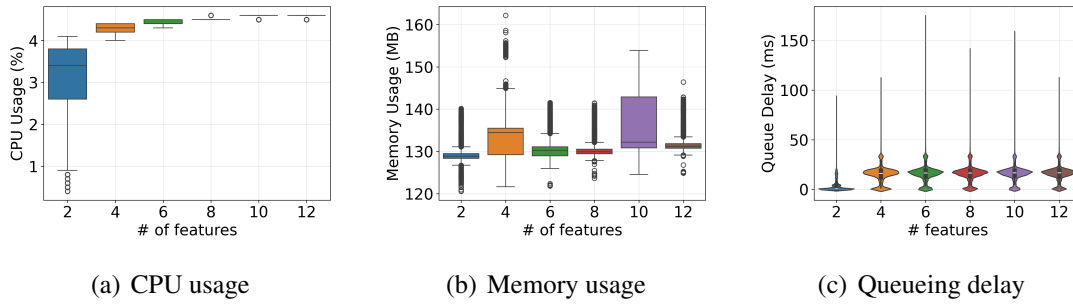 CPU Usage (%)
4
3
2
1
2 4 6 8 10 12
# of features
(a) CPU usage
Memory Usage (MB)
160
150
140
130
120
2 4 6 8 10 12
# of features
(b) Memory usage
Queue Delay (ms)
150
100
50
0
2 4 6 8 10 12
# of features
(c) Queueing delay